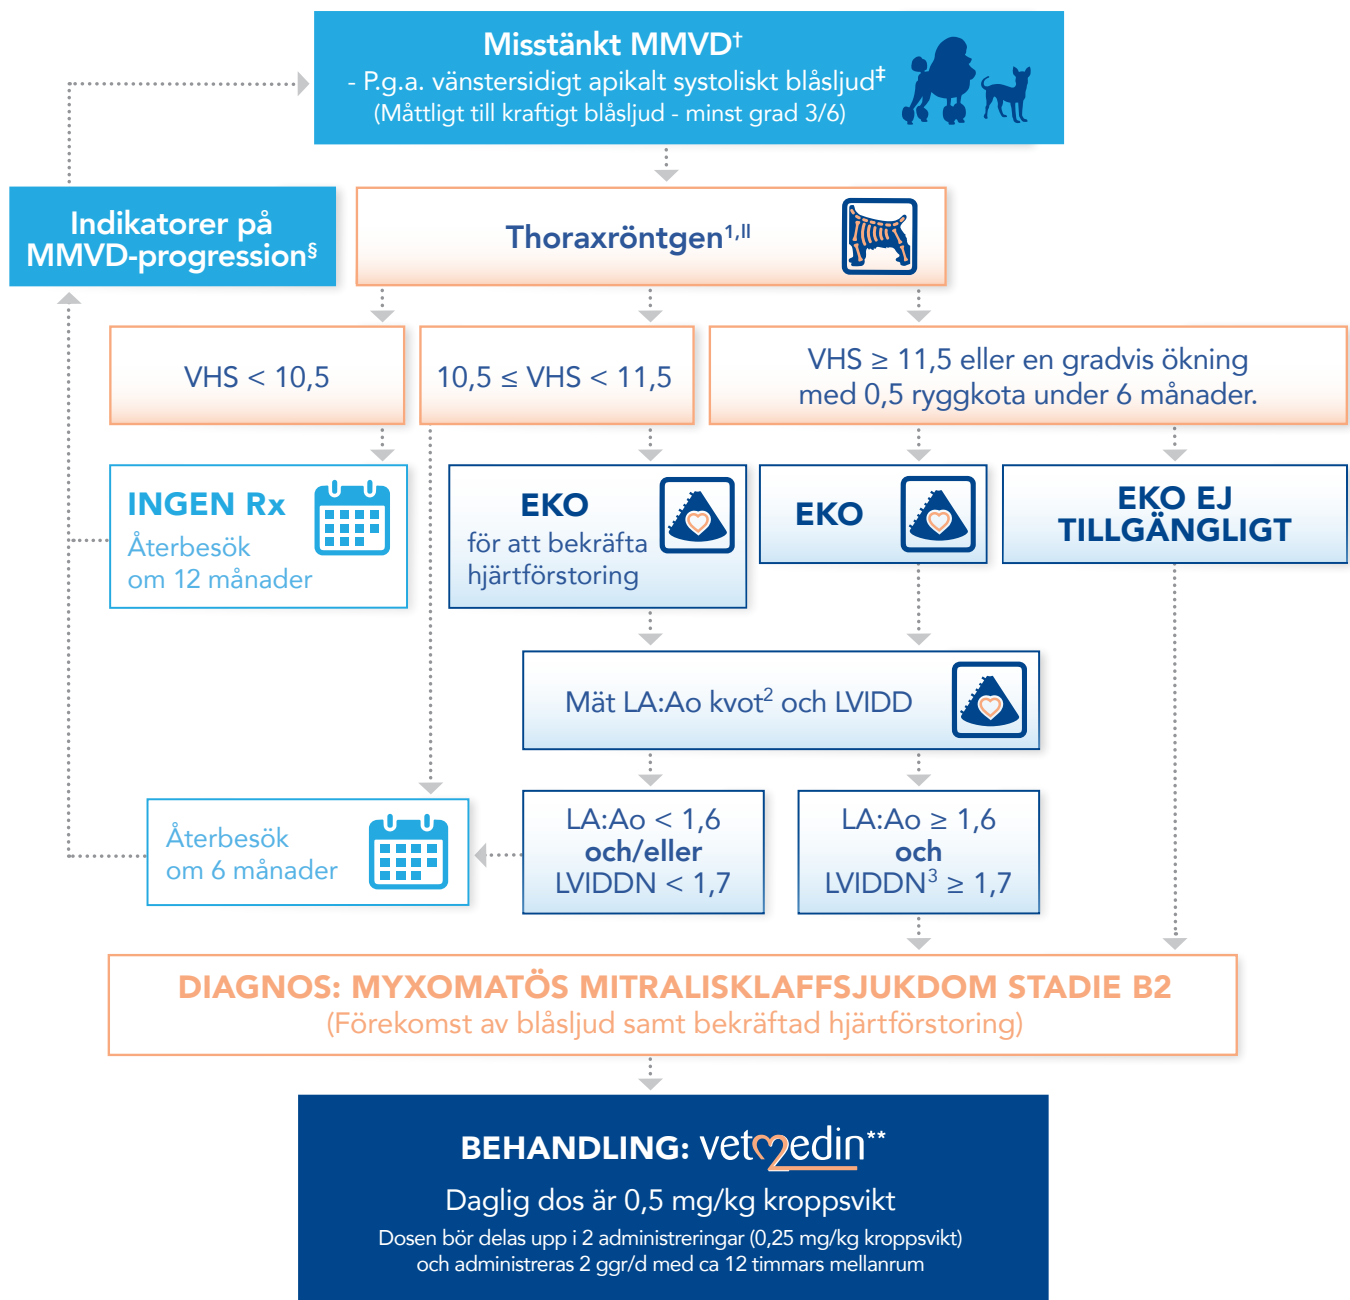 Misstänkt MMVD†
- P.g.a. vänstersidigt apikalt systoliskt blåsljud‡
(Måttligt till kraftigt blåsljud - minst grad 3/6)
Indikatorer på
MMVD-progression§
Thoraxröntgen1,II
VHS < 10,5
10,5 ≤ VHS < 11,5
VHS ≥ 11,5 eller en gradvis ökning
med 0,5 ryggkota under 6 månader.
INGEN Rx
Återbesök
om 12 månader
EKO
för att bekräfta
hjärtförstoring
EKO
EKO EJ
TILLGÄNGLIGT
Mät LA:Ao kvot2 och LVIDD
Återbesök
om 6 månader
LA:Ao < 1,6
och/eller
LVIDDN < 1,7
LA:Ao ≥ 1,6
och
LVIDDN3 ≥ 1,7
DIAGNOS: MYXOMATÖS MITRALISKLAFFSJUKDOM STADIE B2
(Förekomst av blåsljud samt bekräftad hjärtförstoring)
BEHANDLING: vetmedin**
Daglig dos är 0,5 mg/kg kroppsvikt
Dosen bör delas upp i 2 administreringar (0,25 mg/kg kroppsvikt)
och administreras 2 ggr/d med ca 12 timmars mellanrum